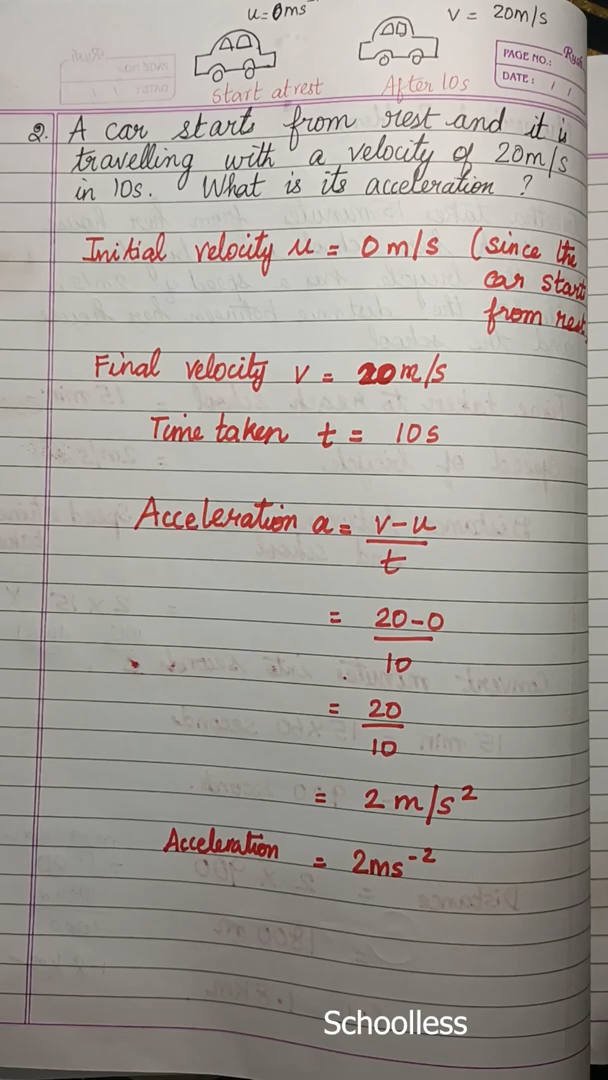 u=0ms⁻
v = 20m/s
Start at rest
After 10s
PAGE NO.:
DATE: / /
2. A car starts from rest and it is
travelling with a velocity of 20m/s
in 10s. What is its acceleration ?
Initial velocity u = 0m/s (since the
car start
from rest
Final velocity v = 20m/s
Time taken t = 10s
Acceleration a = v-u
t
= 20-0
10
= 20
10
= 2 m/s²
Acceleration = 2ms⁻²
Schoolless